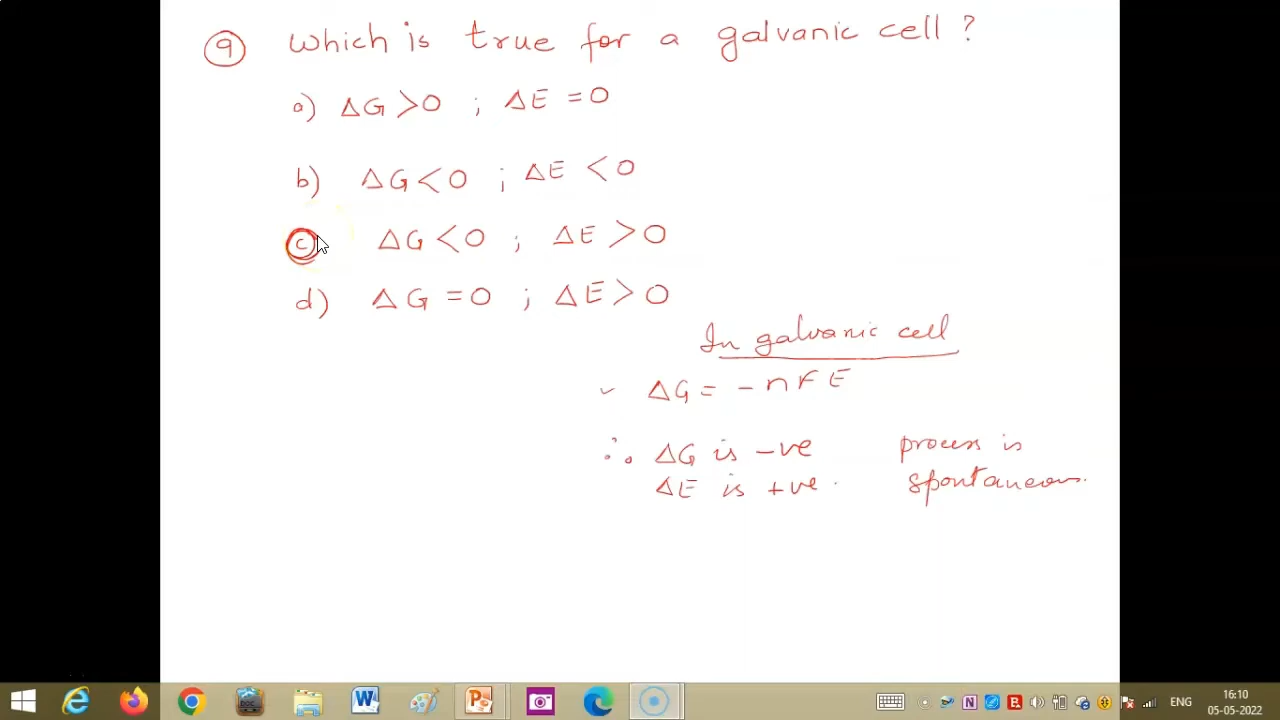 9 Which is true for a galvanic cell ?
a) ΔG >0 ; ΔE =0
b) ΔG <0 ; ΔE <0
c ΔG <0 ; ΔE >0
d) ΔG =0 ; ΔE >0
In galvanic cell
ΔG = -nFE
∴ ΔG is -ve process is
ΔE is +ve . spontaneous.
ENG
16:10
05-05-2022